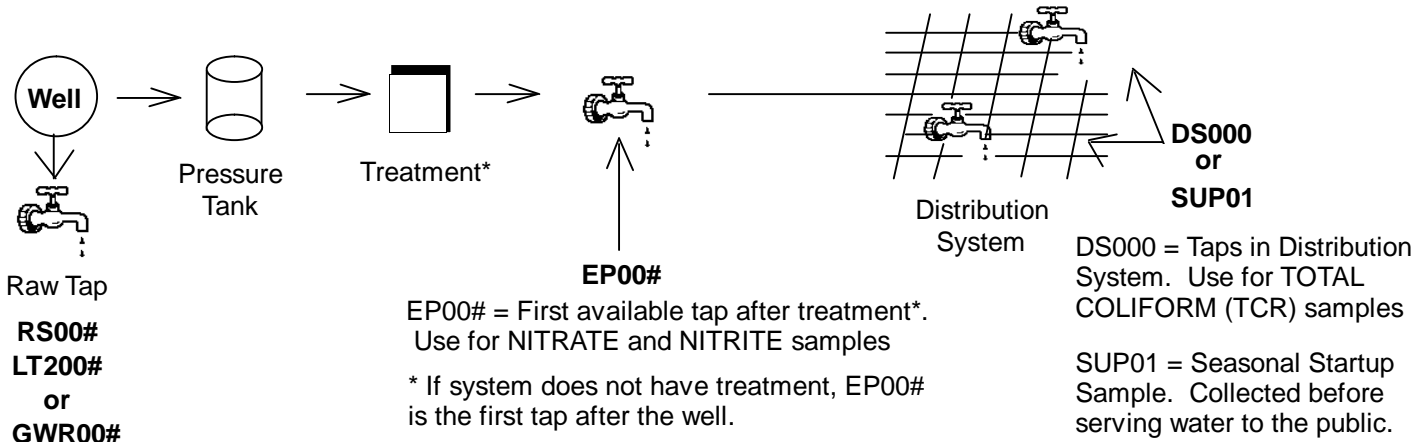 Well
Raw Tap
RS00#
LT200#
or
GWR00#
Pressure
Tank
Treatment*
EP00#
EP00# = First available tap after treatment*.
Use for NITRATE and NITRITE samples
* If system does not have treatment, EP00#
is the first tap after the well.
Distribution
System
DS000
or
SUP01
DS000 = Taps in Distribution
System. Use for TOTAL
COLIFORM (TCR) samples
SUP01 = Seasonal Startup
Sample. Collected before
serving water to the public.